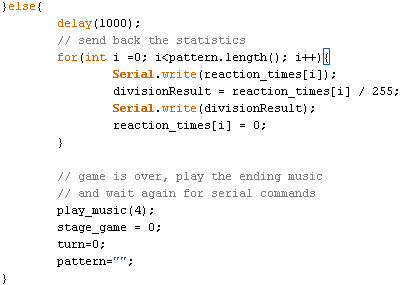 }else{
delay(1000);
// send back the statistics
for(int i =0; i<pattern.length(); i++){
Serial.write(reaction_times[i]);
divisionResult = reaction_times[i] / 255;
Serial.write(divisionResult);
reaction_times[i] = 0;
}
// game is over, play the ending music
// and wait again for serial commands
play_music(4);
stage_game = 0;
turn=0;
pattern="";
}